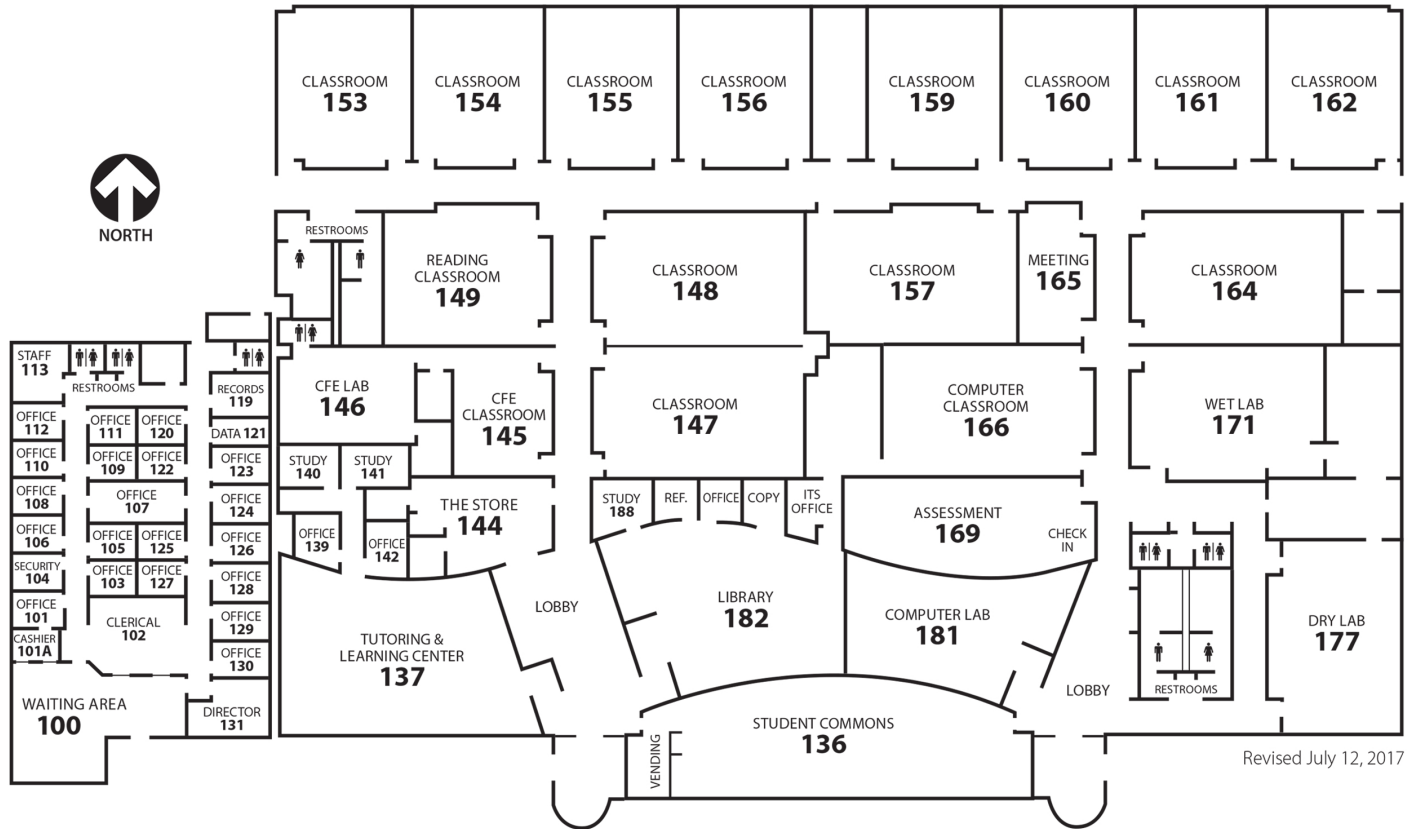 CLASSROOM
153
CLASSROOM
154
CLASSROOM
155
CLASSROOM
156
CLASSROOM
159
CLASSROOM
160
CLASSROOM
161
CLASSROOM
162
NORTH
RESTROOMS
READING
CLASSROOM
149
CLASSROOM
148
CLASSROOM
157
MEETING
165
CLASSROOM
164
STAFF
113
RESTROOMS
RECORDS
119
CFE LAB
146
CFE
CLASSROOM
145
CLASSROOM
147
COMPUTER
CLASSROOM
166
WET LAB
171
OFFICE
112
OFFICE
111
OFFICE
120
DATA 121
OFFICE
110
OFFICE
109
OFFICE
122
OFFICE
123
STUDY
140
STUDY
141
OFFICE
108
OFFICE
107
OFFICE
124
THE STORE
144
STUDY
188
REF.
OFFICE
COPY
ITS
OFFICE
ASSESSMENT
169
CHECK
IN
OFFICE
106
OFFICE
105
OFFICE
125
OFFICE
126
OFFICE
139
OFFICE
142
SECURITY
104
OFFICE
103
OFFICE
127
OFFICE
128
OFFICE
101
CLERICAL
102
OFFICE
129
LOBBY
LIBRARY
182
COMPUTER LAB
181
DRY LAB
177
CASHIER
101A
OFFICE
130
TUTORING &
LEARNING CENTER
137
LOBBY
RESTROOMS
WAITING AREA
100
DIRECTOR
131
STUDENT COMMONS
136
VENDING
Revised July 12, 2017